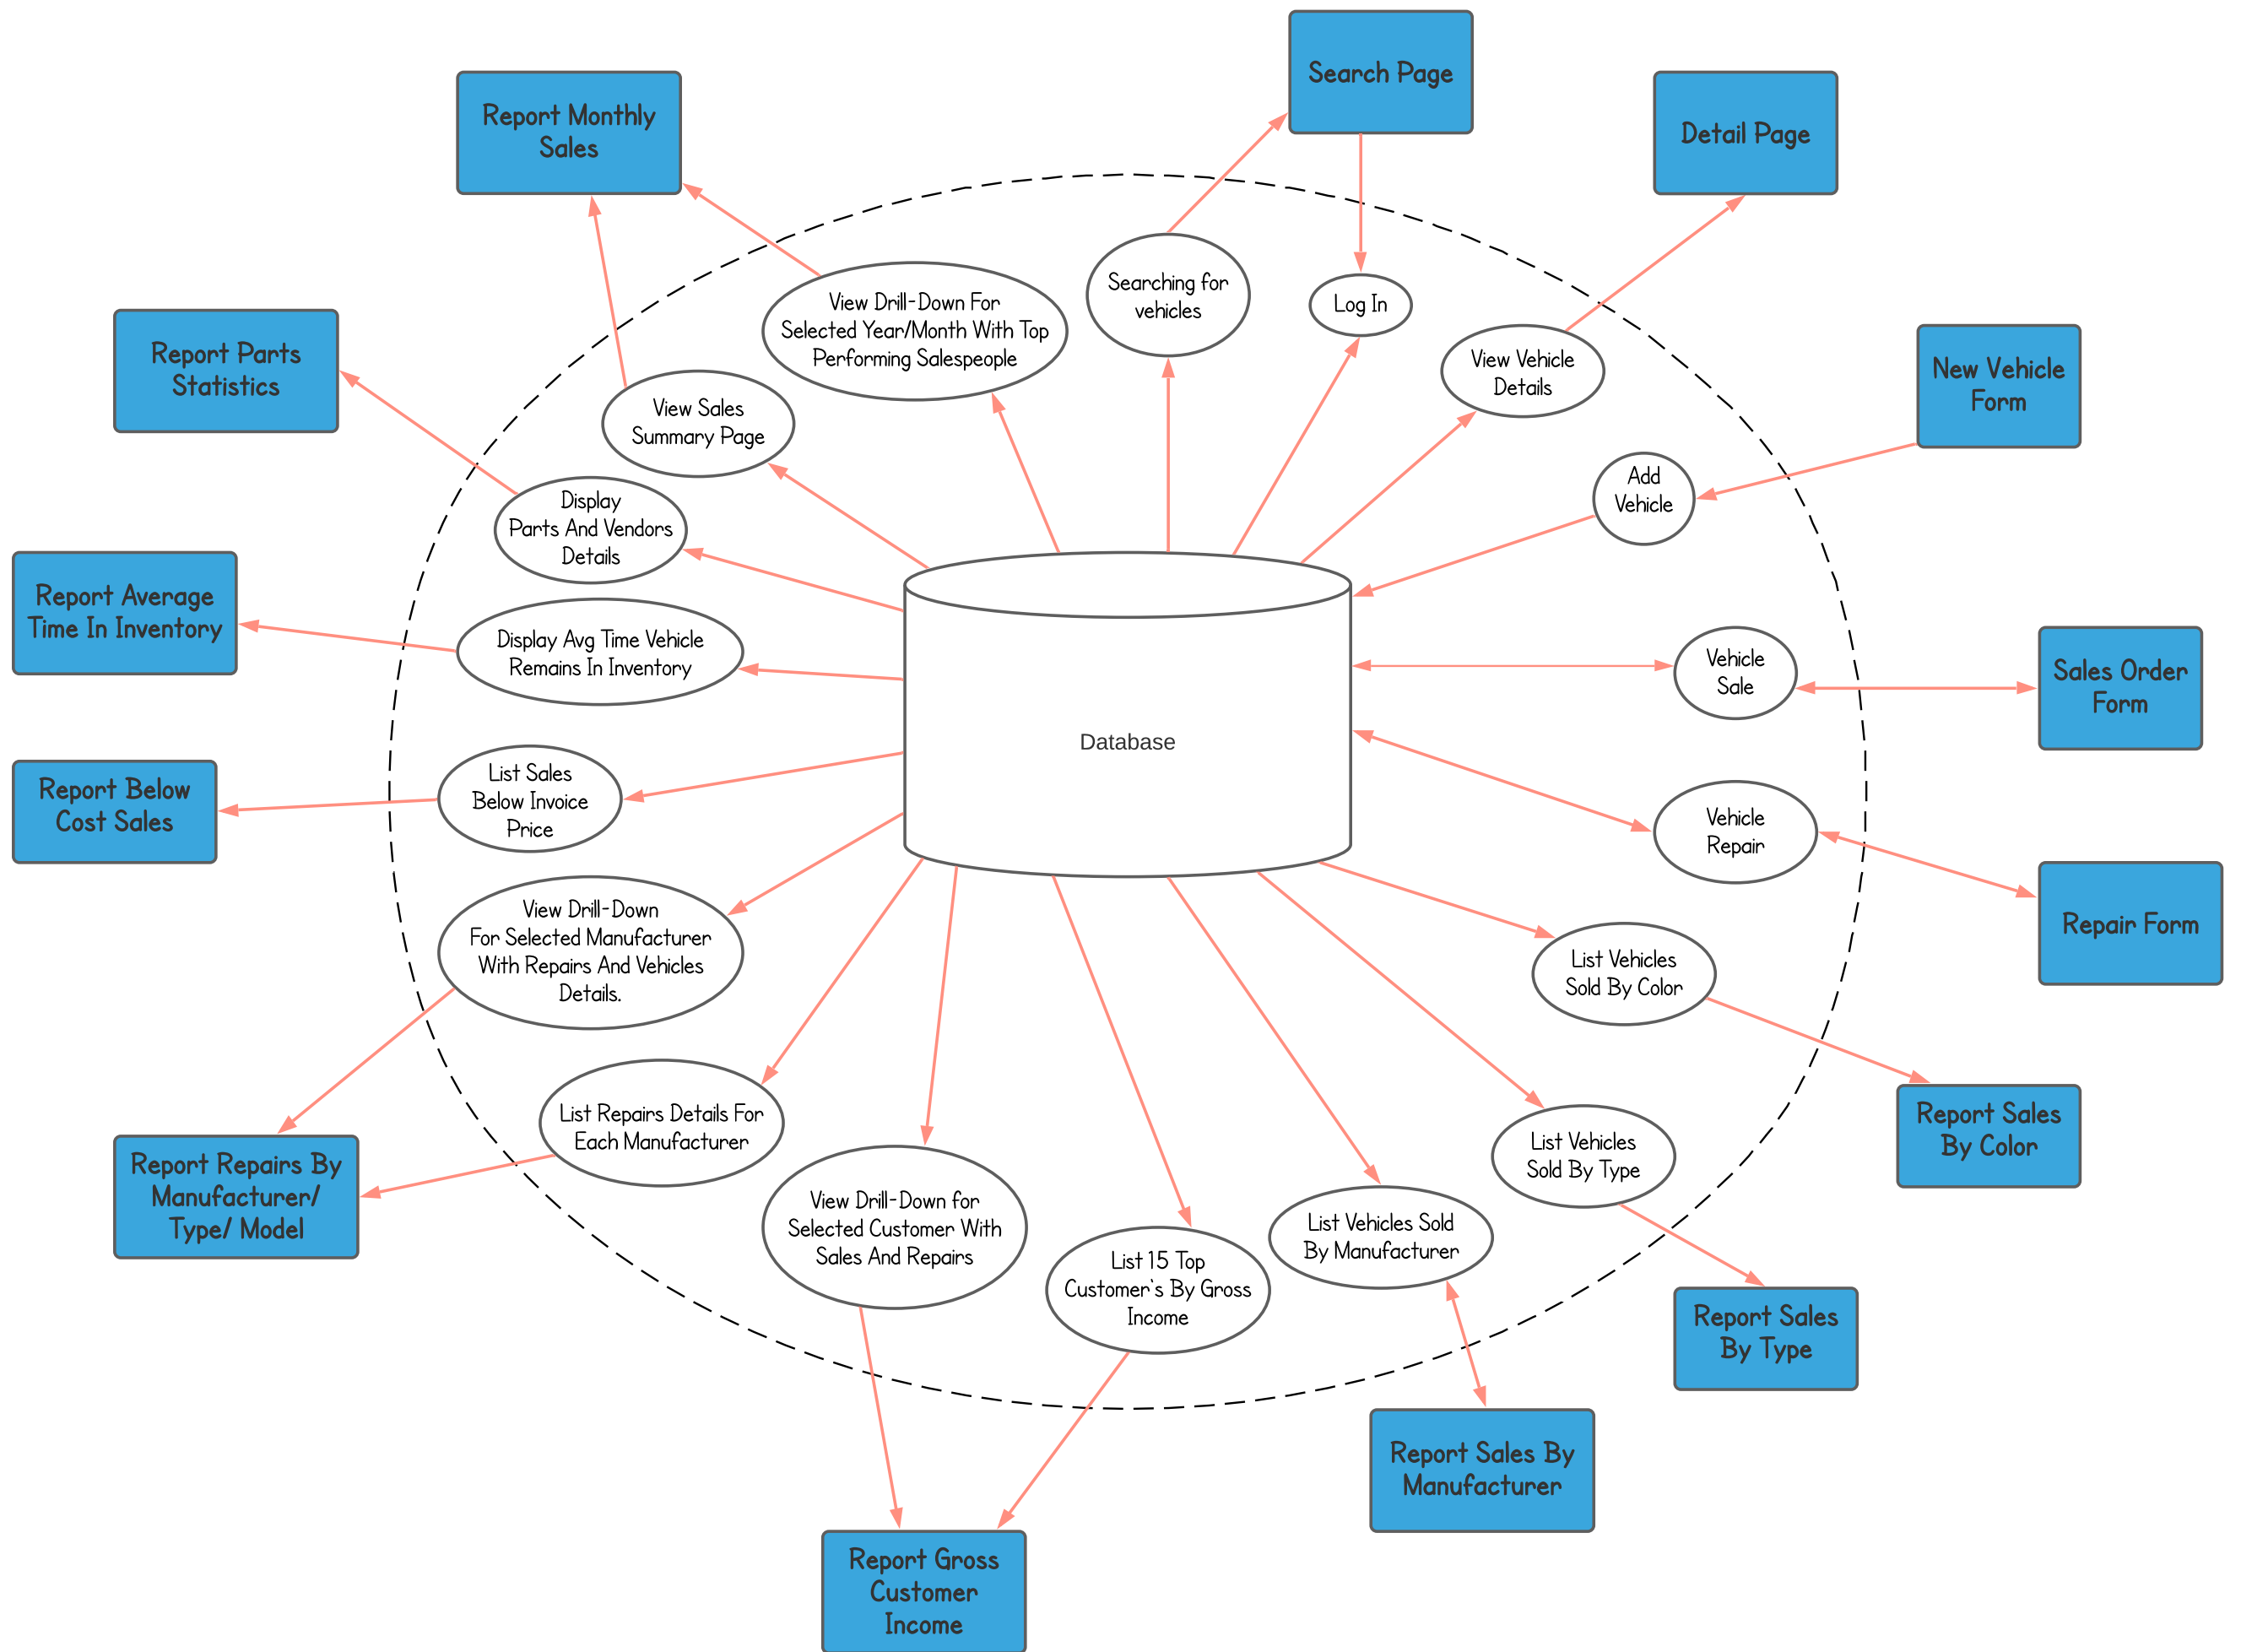 Search Page
Report Monthly
Sales
Detail Page
Searching for
vehicles
Log In
View Drill-Down For
Selected Year/Month With Top
Performing Salespeople
View Vehicle
Details
Report Parts
Statistics
New Vehicle
Form
View Sales
Summary Page
Add
Vehicle
Display
Parts And Vendors
Details
Report Average
Time In Inventory
Display Avg Time Vehicle
Remains In Inventory
Vehicle
Sale
Sales Order
Form
Database
Report Below
Cost Sales
List Sales
Below Invoice
Price
Vehicle
Repair
Repair Form
View Drill-Down
For Selected Manufacturer
With Repairs And Vehicles
Details.
List Vehicles
Sold By Color
List Repairs Details For
Each Manufacturer
Report Sales
By Color
List Vehicles
Sold By Type
Report Repairs By
Manufacturer/
Type/ Model
View Drill-Down for
Selected Customer With
Sales And Repairs
List Vehicles Sold
By Manufacturer
List 15 Top
Customer's By Gross
Income
Report Sales
By Type
Report Sales By
Manufacturer
Report Gross
Customer
Income